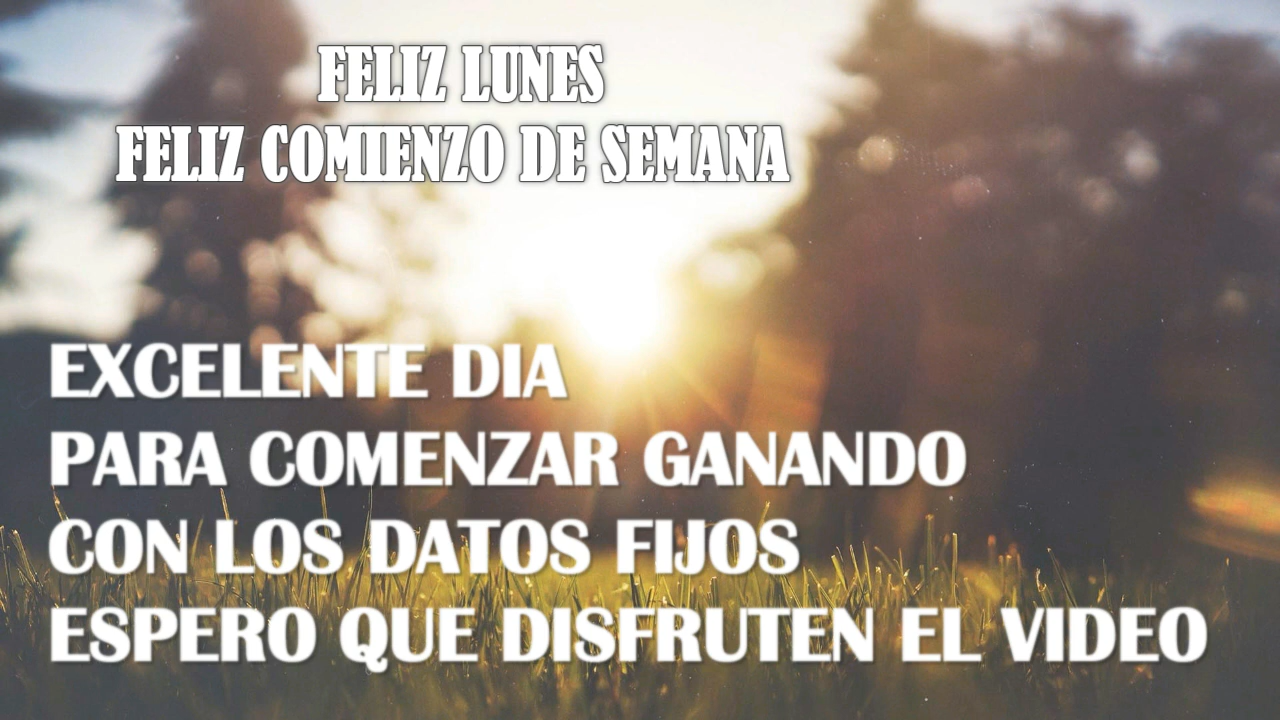 FELIZ LUNES
FELIZ COMIENZO DE SEMANA
EXCELENTE DIA
PARA COMENZAR GANANDO
CON LOS DATOS FIJOS
ESPERO QUE DISFRUTEN EL VIDEO